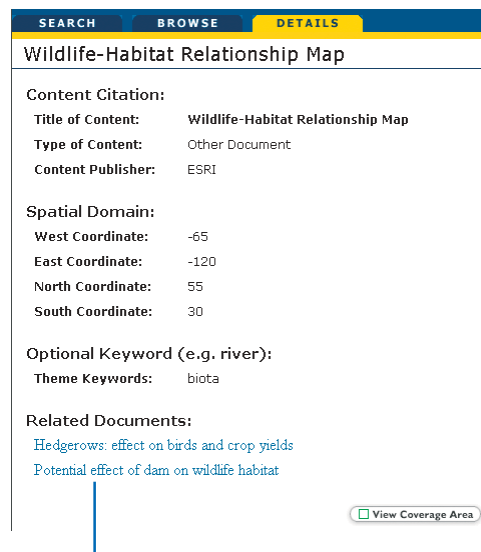 SEARCH BROWSE DETAILS
Wildlife-Habitat Relationship Map
Content Citation:
Title of Content: Wildlife-Habitat Relationship Map
Type of Content: Other Document
Content Publisher: ESRI
Spatial Domain:
West Coordinate: -65
East Coordinate: -120
North Coordinate: 55
South Coordinate: 30
Optional Keyword (e.g. river):
Theme Keywords: biota
Related Documents:
Hedgerows: effect on birds and crop yields
Potential effect of dam on wildlife habitat
View Coverage Area